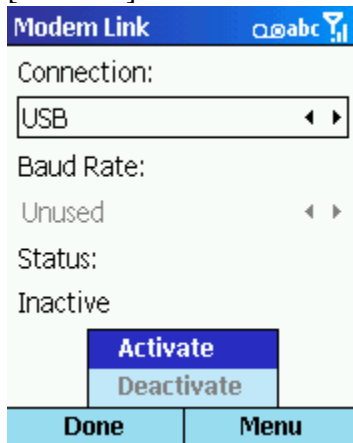 Modem Link abc
Connection:
USB
Baud Rate:
Unused
Status:
Inactive
Activate
Deactivate
Done Menu